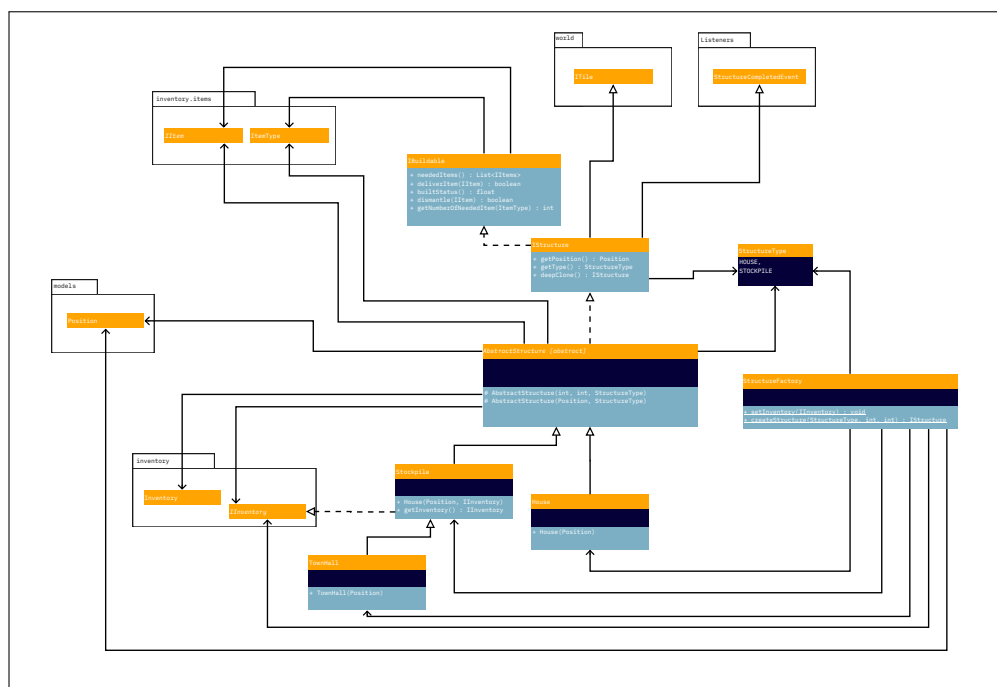 world
ITile
Listeners
StructureCompletedEvent
inventory.items
IItem
ItemType
IBuildable
+ neededItems() : List<IItems>
+ deliverItem(IItem) : boolean
+ builtStatus() : float
+ dismantle(IItem) : boolean
+ getNumberOfNeededItem(ItemType) : int
IStructure
+ getPosition() : Position
+ getType() : StructureType
+ deepClone() : IStructure
StructureType
HOUSE,
STOCKPILE
models
Position
AbstractStructure [abstract]
# AbstractStructure(int, int, StructureType)
# AbstractStructure(Position, StructureType)
StructureFactory
+ setInventory(IInventory) : void
+ createStructure(StructureType, int, int) : IStructure
inventory
Inventory
IInventory
Stockpile
+ House(Position, IInventory)
+ getInventory() : IInventory
House
+ House(Position)
TownHall
+ TownHall(Position)